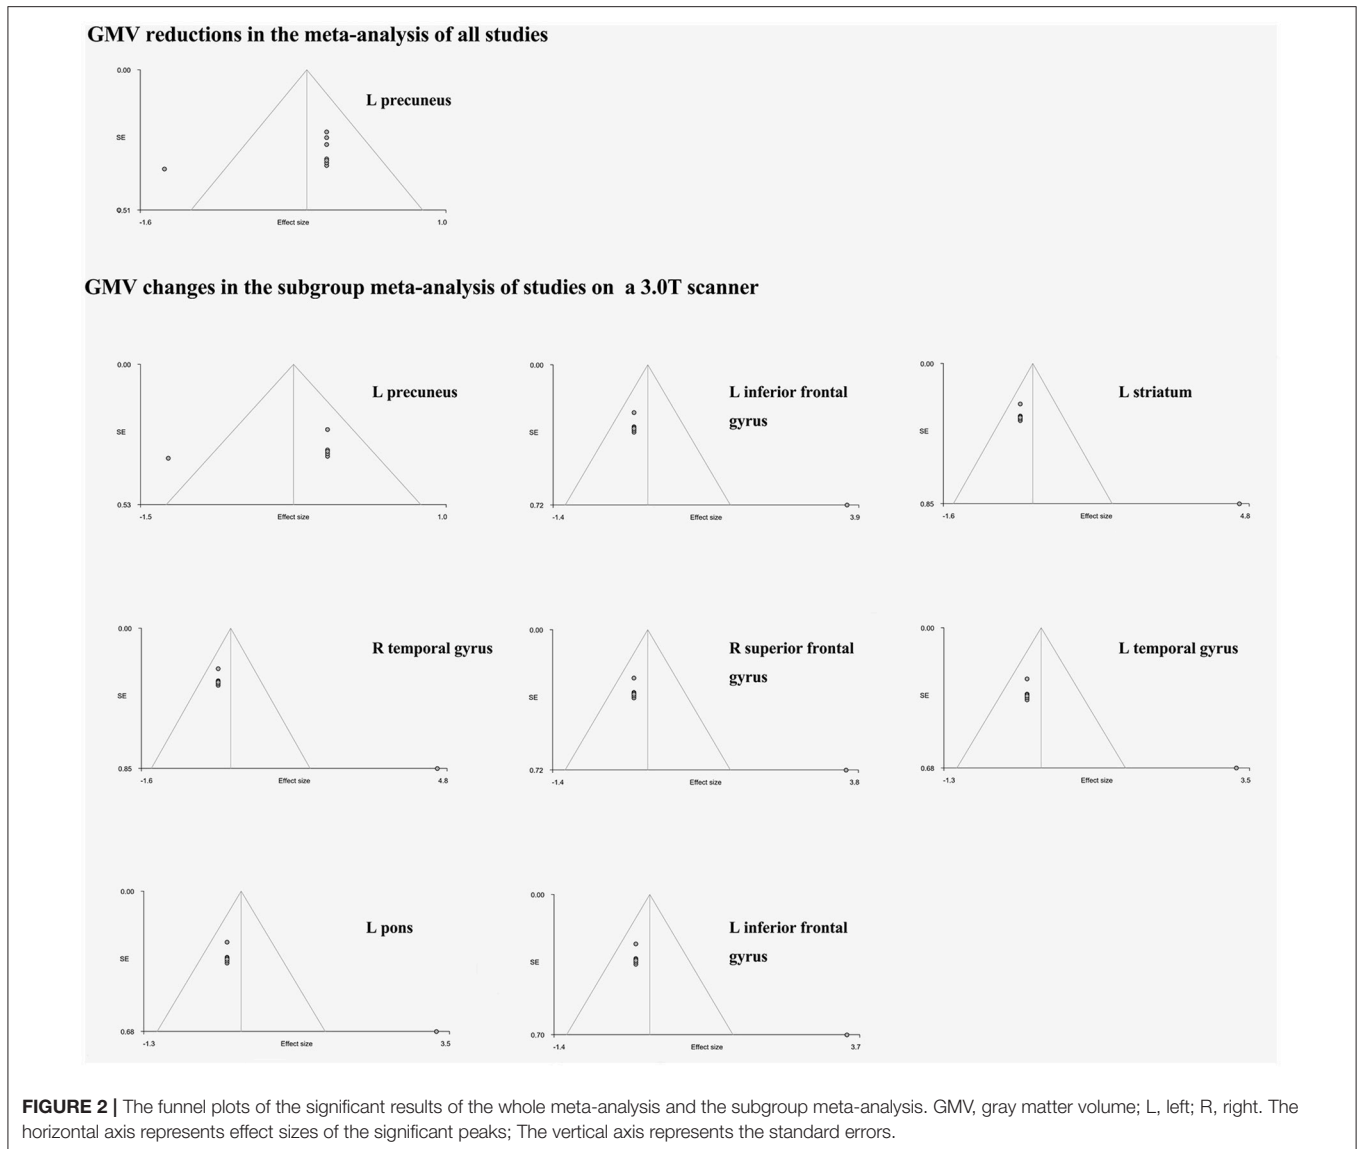 GMV reductions in the meta-analysis of all studies
0.00
L precuneus
SE
0.51
-1.6
Effect size
1.0
GMV changes in the subgroup meta-analysis of studies on a 3.0T scanner
0.00
L precuneus
SE
0.53
-1.5
Effect size
1.0
0.00
L inferior frontal
gyrus
SE
0.72
-1.4
Effect size
3.9
0.00
L striatum
SE
0.85
-1.6
Effect size
4.8
0.00
R temporal gyrus
SE
0.85
-1.6
Effect size
4.8
0.00
R superior frontal
gyrus
SE
0.72
-1.4
Effect size
3.8
0.00
L temporal gyrus
SE
0.68
-1.3
Effect size
3.5
0.00
L pons
SE
0.68
-1.3
Effect size
3.5
0.00
L inferior frontal
gyrus
SE
0.70
-1.4
Effect size
3.7
FIGURE 2 | The funnel plots of the significant results of the whole meta-analysis and the subgroup meta-analysis. GMV, gray matter volume; L, left; R, right. The
horizontal axis represents effect sizes of the significant peaks; The vertical axis represents the standard errors.